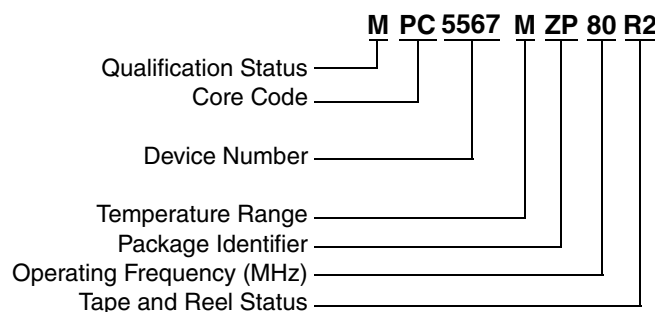 M PC 5567 M ZP 80 R2
Qualification Status
Core Code
Device Number
Temperature Range
Package Identifier
Operating Frequency (MHz)
Tape and Reel Status